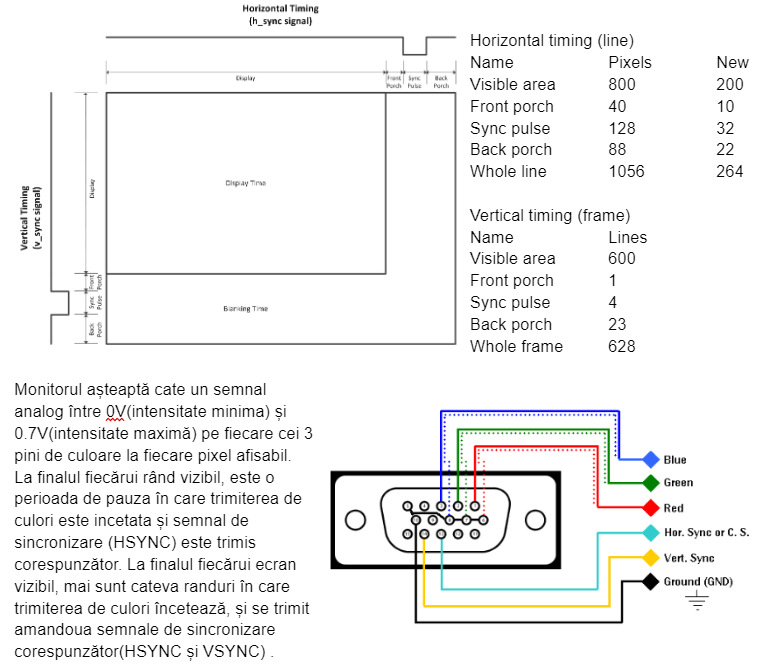 Horizontal Timing
(h_sync signal)
Display
Front
Porch
Sync
Pulse
Back
Porch
Vertical Timing
(v_sync signal)
Display
Front
Porch
Sync
Pulse
Back
Porch
Display Time
Blanking Time
Horizontal timing (line)
Name Pixels New
Visible area 800 200
Front porch 40 10
Sync pulse 128 32
Back porch 88 22
Whole line 1056 264
Vertical timing (frame)
Name Lines
Visible area 600
Front porch 1
Sync pulse 4
Back porch 23
Whole frame 628
Monitorul așteaptă cate un semnal
analog între 0V(intensitate minima) și
0.7V(intensitate maximă) pe fiecare cei 3
pini de culoare la fiecare pixel afisabil.
La finalul fiecărui rând vizibil, este o
perioada de pauza în care trimiterea de
culori este incetata și semnal de
sincronizare (HSYNC) este trimis
corespunzător. La finalul fiecărui ecran
vizibil, mai sunt cateva randuri în care
trimiterea de culori încetează, și se trimit
amandoua semnale de sincronizare
corespunzător(HSYNC și VSYNC) .
Blue
Green
Red
Hor. Sync or C. S.
Vert. Sync
Ground (GND)